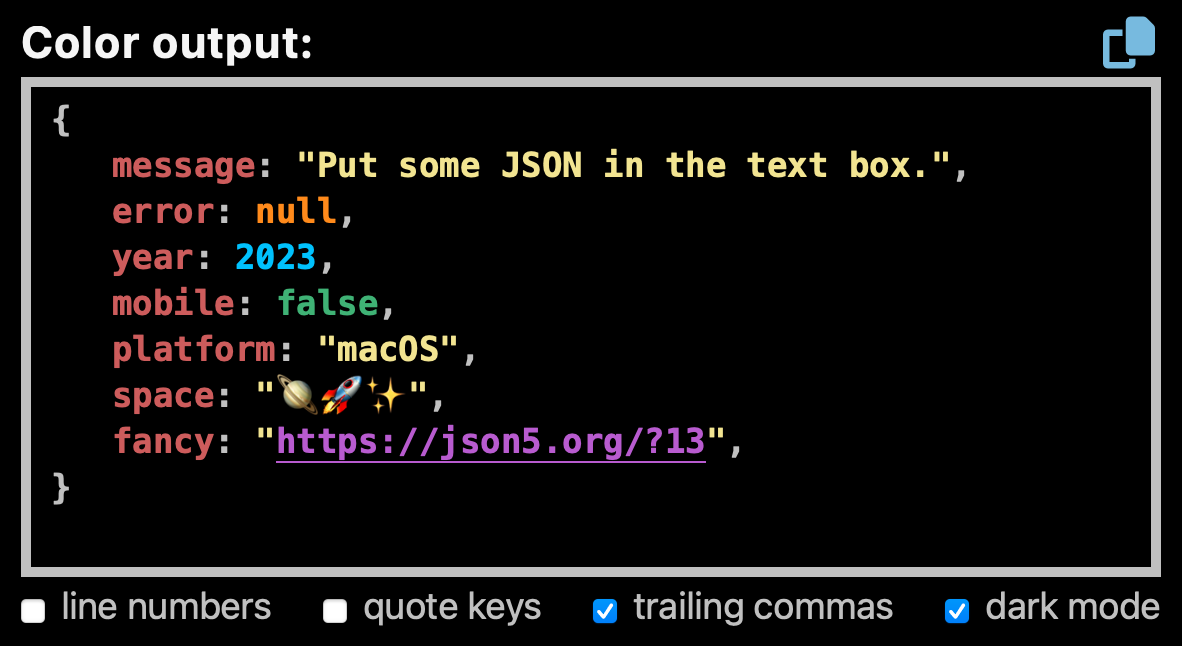 Color output:
{
message: "Put some JSON in the text box.",
error: null,
year: 2023,
mobile: false,
platform: "macOS",
space: "🪐🚀✨",
fancy: "https://json5.org/?13",
}
line numbers quote keys trailing commas dark mode